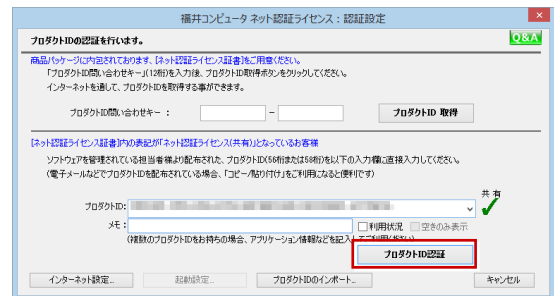 福井コンピュータ ネット認証ライセンス：認証設定
×
プロダクトIDの認証を行います。
Q&A
商品パッケージに内包されております、[ネット認証ライセンス証書]をご用意ください。
「プロダクトID問い合わせキー」(12桁)を入力後、プロダクトID取得ボタンをクリックしてください。
インターネットを通して、プロダクトIDを取得する事ができます。
プロダクトID問い合わせキー： － プロダクトID 取得
[ネット認証ライセンス証書]内の表記が「ネット認証ライセンス(共有)」となっているお客様
ソフトウェアを管理されている担当者様より配布された、プロダクトID(56桁または58桁)を以下の入力欄に直接入力してください。
(電子メールなどでプロダクトIDを配布されている場合、「コピー/貼り付け」をご利用になると便利です)
共有
プロダクトID：
メモ： 利用状況 空きのみ表示
(複数のプロダクトIDをお持ちの場合、アプリケーション情報などを記入してご利用ください)
プロダクトID認証
インターネット設定... 起動設定... プロダクトIDのインポート... キャンセル